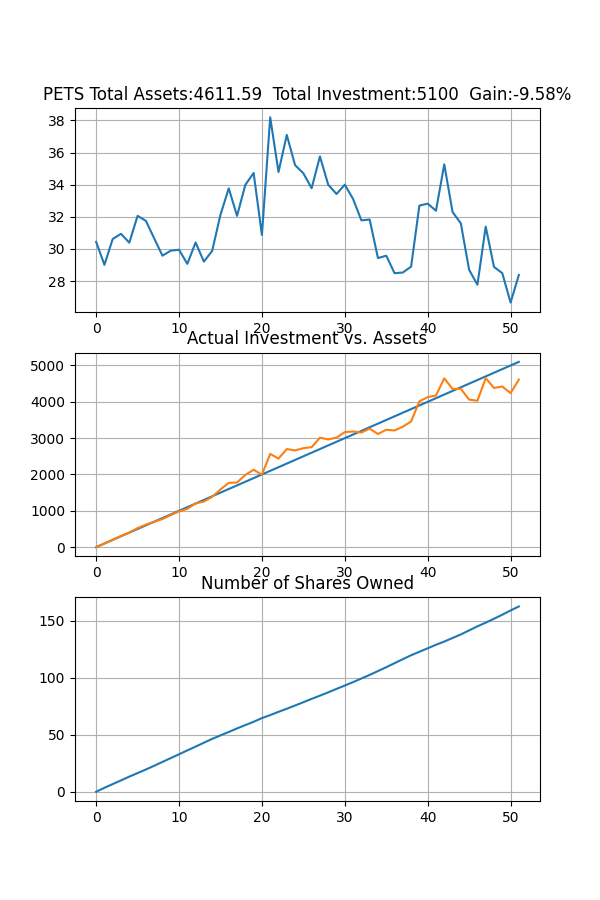 PETS Total Assets:4611.59  Total Investment:5100  Gain:-9.58%
38
36
34
32
30
28
0 10 20 30 40 50
Actual Investment vs. Assets
5000
4000
3000
2000
1000
0
0 10 20 30 40 50
Number of Shares Owned
150
100
50
0
0 10 20 30 40 50